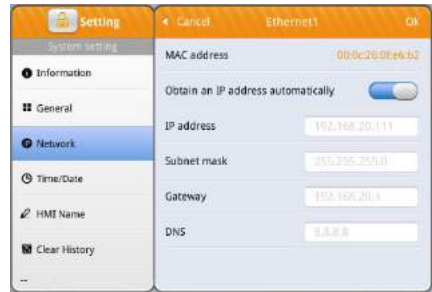 Setting
System setting
Information
General
Network
Time/Date
HMI Name
Clear History
...
Cancel
Ethernet1
OK
MAC address
00:0c:26:0f:e6:b2
Obtain an IP address automatically
IP address
192.168.20.111
Subnet mask
255.255.255.0
Gateway
192.168.20.1
DNS
8.8.8.8